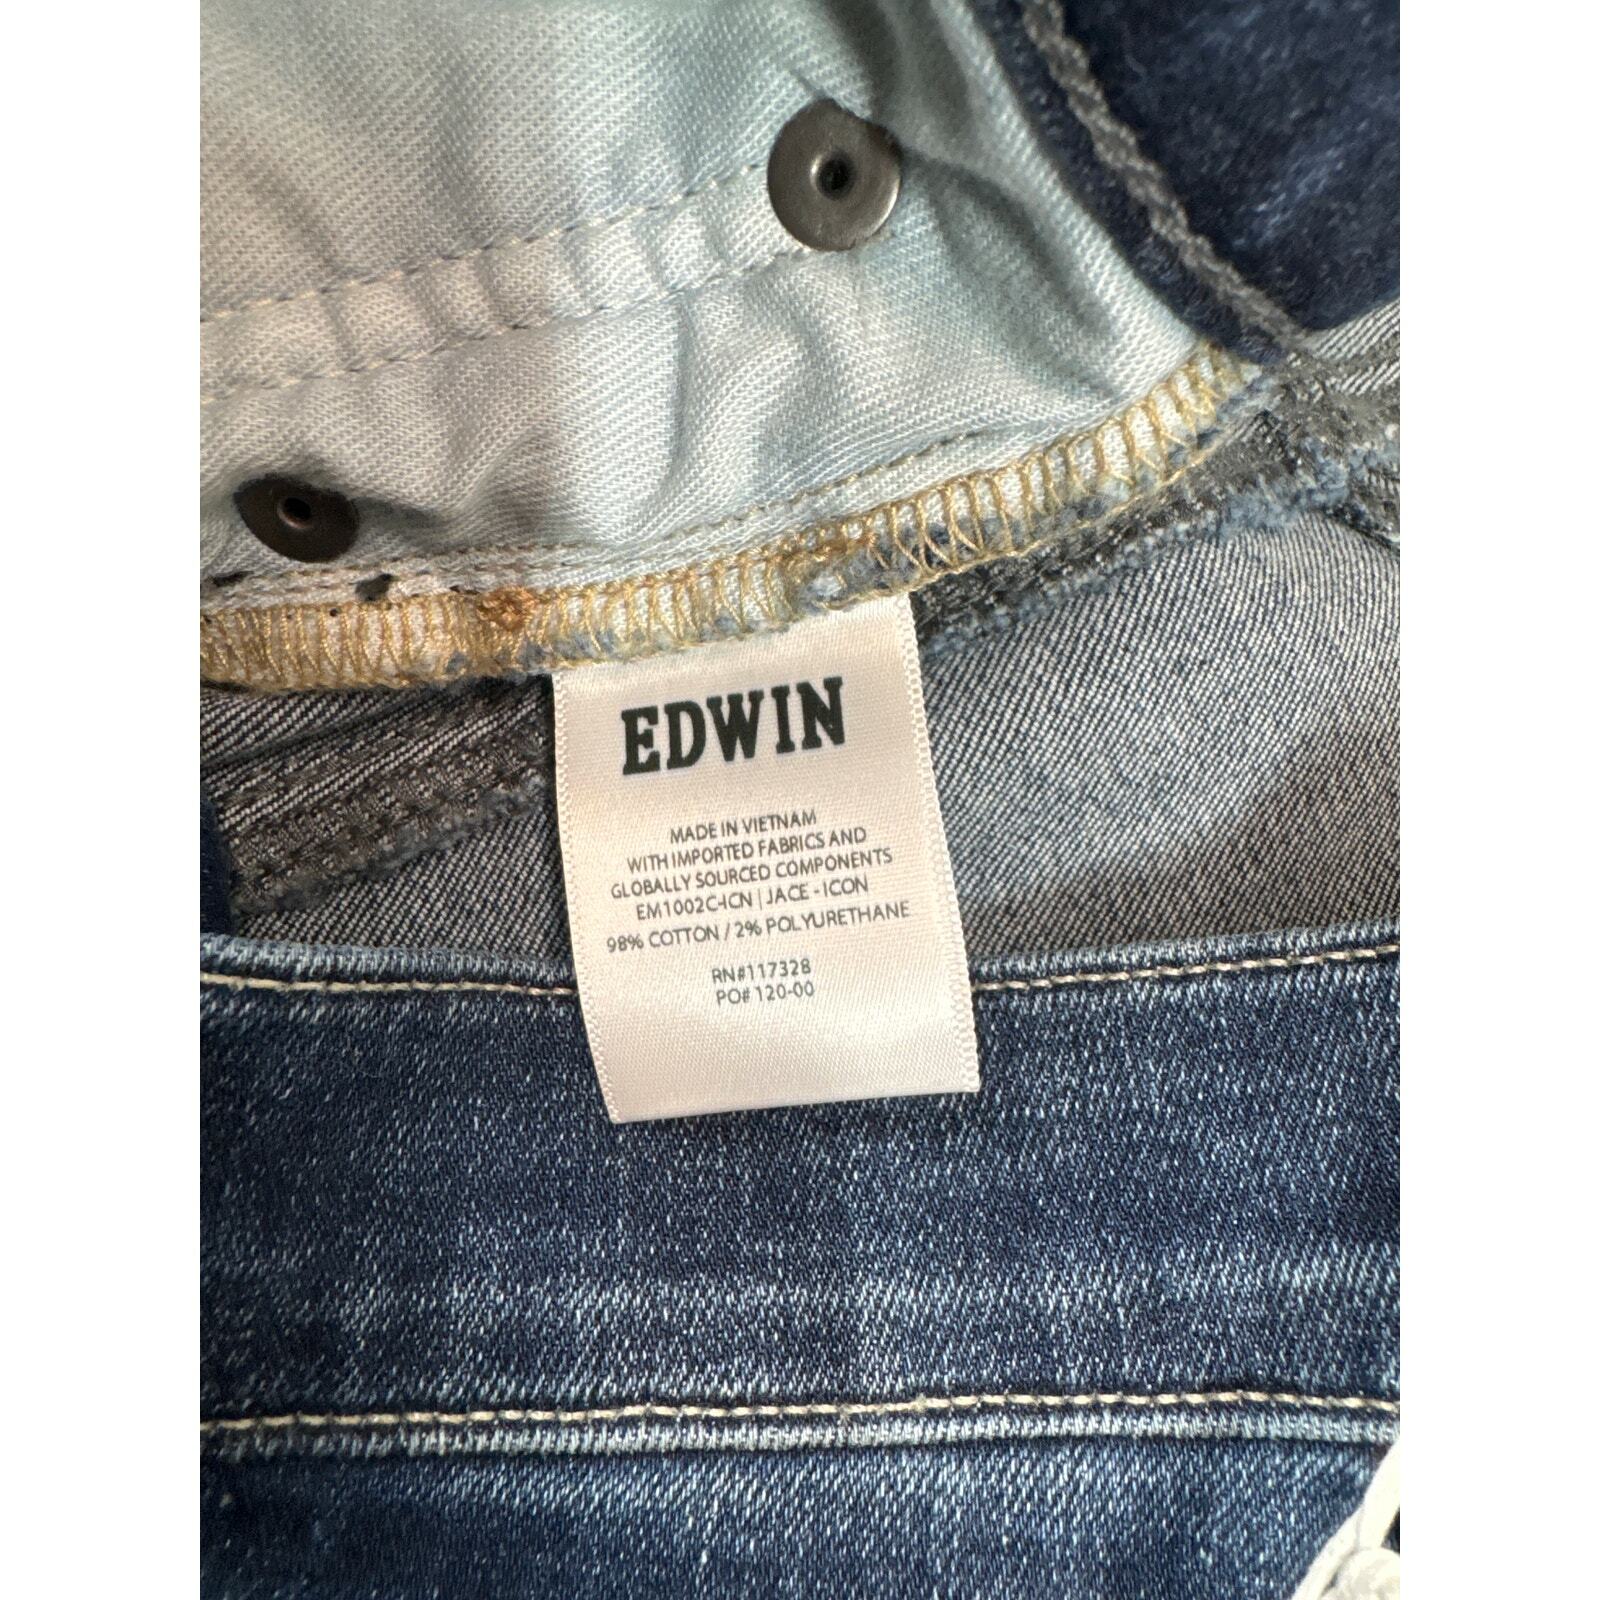 EDWIN
MADE IN VIETNAM
WITH IMPORTED FABRICS AND
GLOBALLY SOURCED COMPONENTS
EM1002C-ICN | JACE - ICON
98% COTTON / 2% POLYURETHANE
RN#117328
PO# 120-00